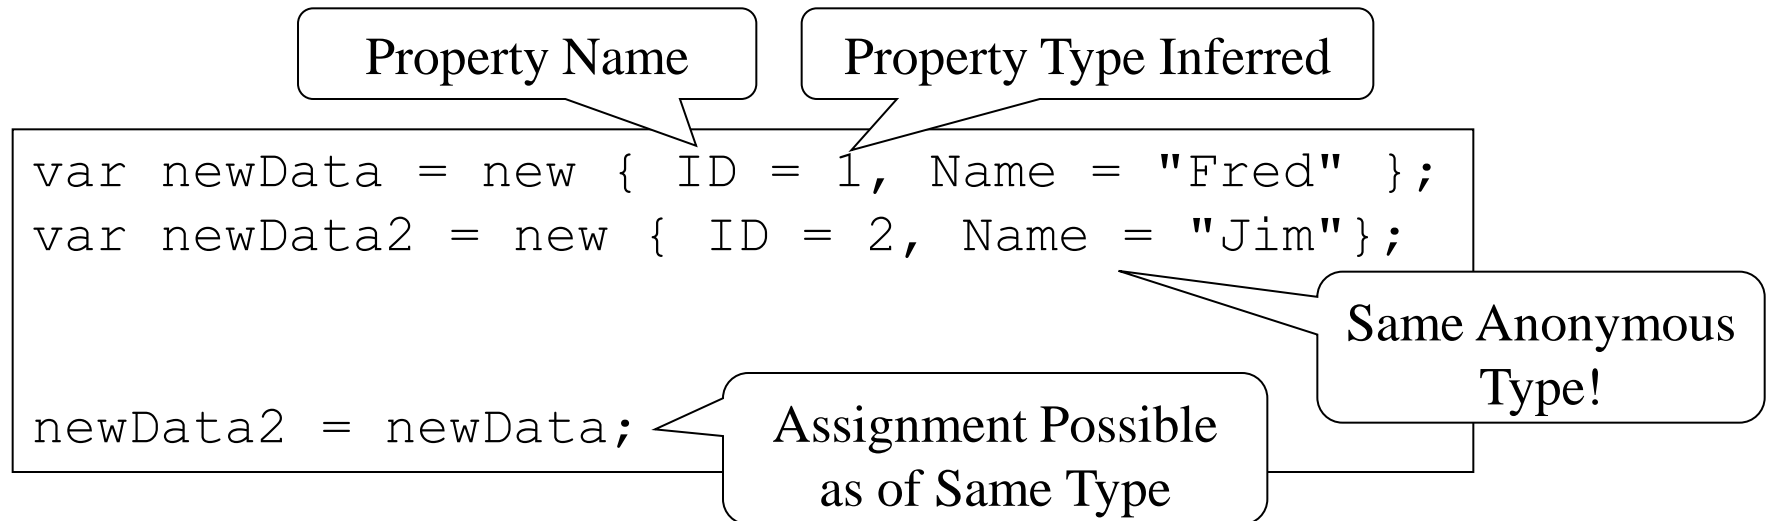 Property Name
Property Type Inferred
var newData = new { ID = 1, Name = "Fred" };
var newData2 = new { ID = 2, Name = "Jim"};
Same Anonymous
Type!
newData2 = newData;
Assignment Possible
as of Same Type